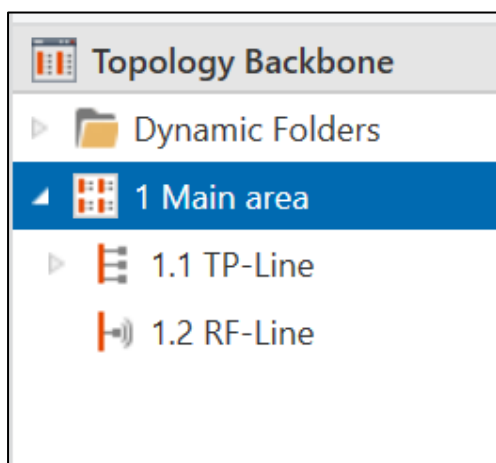 Topology Backbone
Dynamic Folders
1 Main area
1.1 TP-Line
1.2 RF-Line